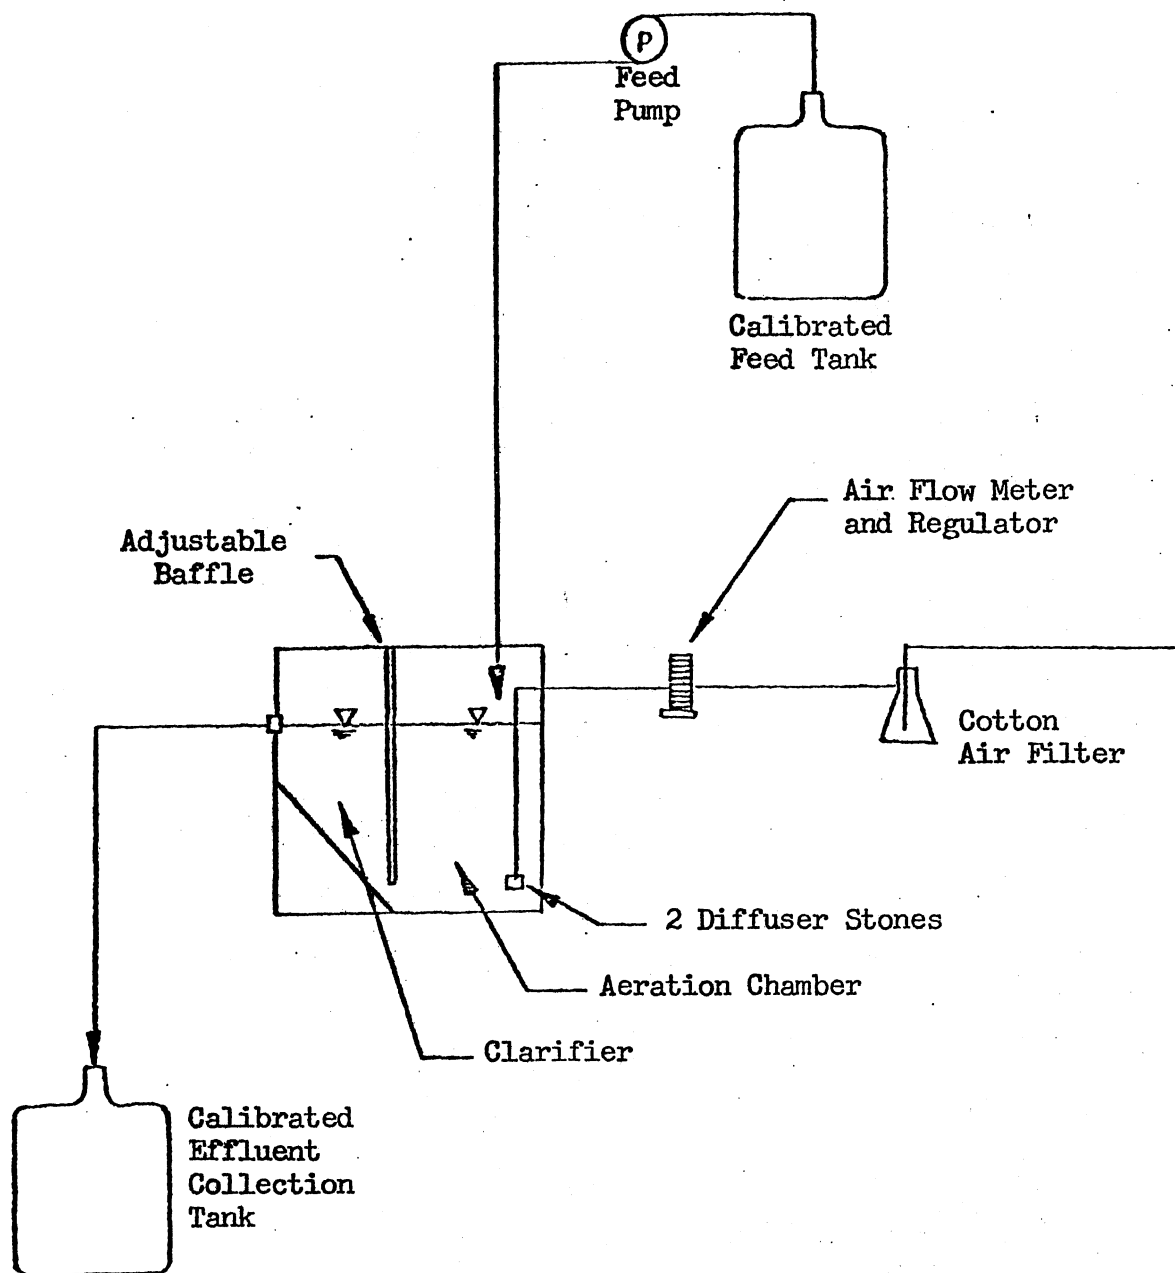 P
Feed
Pump
Calibrated
Feed Tank
Air Flow Meter
and Regulator
Adjustable
Baffle
Cotton
Air Filter
2 Diffuser Stones
Aeration Chamber
Clarifier
Calibrated
Effluent
Collection
Tank